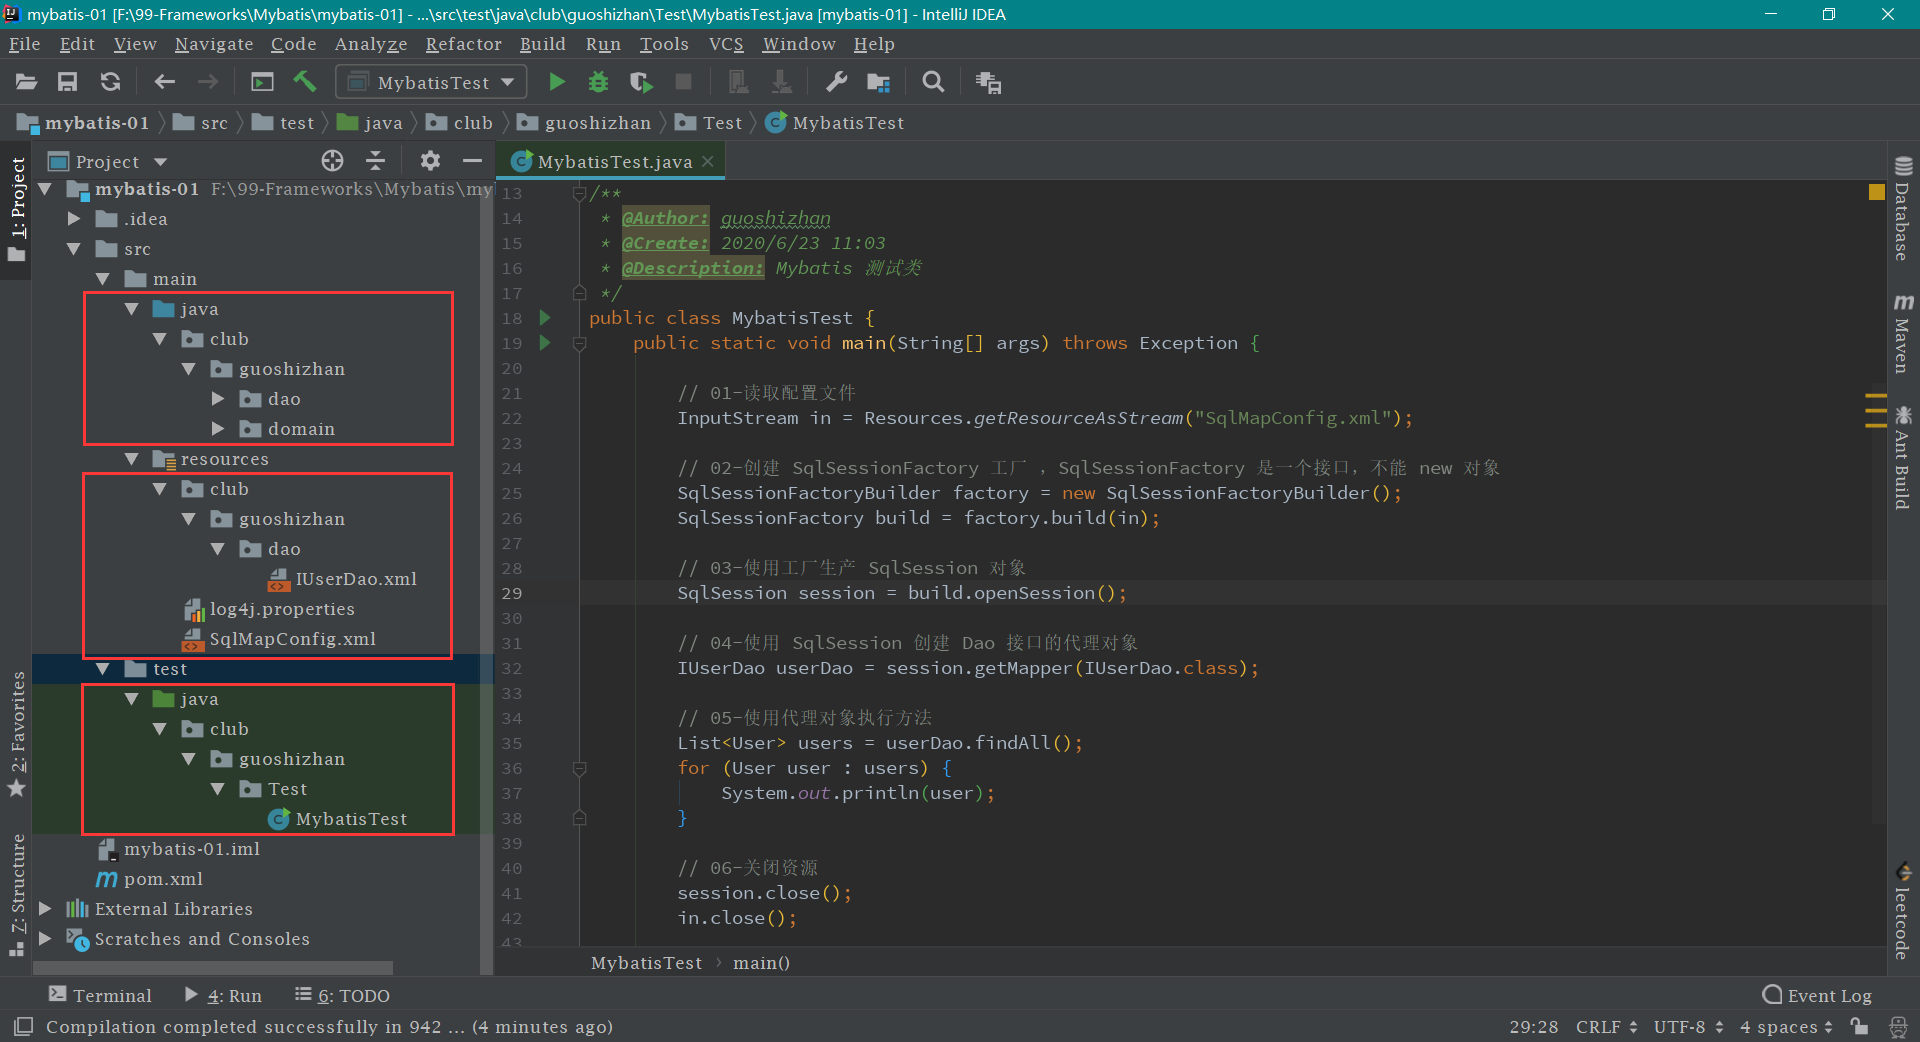 mybatis-01 [F:\99-Frameworks\Mybatis\mybatis-01] - ...\src\test\java\club\guoshizhan\Test\MybatisTest.java [mybatis-01] - IntelliJ IDEA
File Edit View Navigate Code Analyze Refactor Build Run Tools VCS Window Help
MybatisTest
mybatis-01 src test java club guoshizhan Test MybatisTest
1: Project
2: Favorites
7: Structure
Project
mybatis-01 F:\99-Frameworks\Mybatis\my
.idea
src
main
java
club
guoshizhan
dao
domain
resources
club
guoshizhan
dao
IUserDao.xml
log4j.properties
SqlMapConfig.xml
test
java
club
guoshizhan
Test
MybatisTest
mybatis-01.iml
pom.xml
External Libraries
Scratches and Consoles
MybatisTest.java
13 /**
14 * @Author: guoshizhan
15 * @Create: 2020/6/23 11:03
16 * @Description: Mybatis 测试类
17 */
18 public class MybatisTest {
19 public static void main(String[] args) throws Exception {
20
21 // 01-读取配置文件
22 InputStream in = Resources.getResourceAsStream("SqlMapConfig.xml");
23
24 // 02-创建 SqlSessionFactory 工厂 ，SqlSessionFactory 是一个接口，不能 new 对象
25 SqlSessionFactoryBuilder factory = new SqlSessionFactoryBuilder();
26 SqlSessionFactory build = factory.build(in);
27
28 // 03-使用工厂生产 SqlSession 对象
29 SqlSession session = build.openSession();
30
31 // 04-使用 SqlSession 创建 Dao 接口的代理对象
32 IUserDao userDao = session.getMapper(IUserDao.class);
33
34 // 05-使用代理对象执行方法
35 List<User> users = userDao.findAll();
36 for (User user : users) {
37 System.out.println(user);
38 }
39
40 // 06-关闭资源
41 session.close();
42 in.close();
43
MybatisTest › main()
Database
Maven
Ant Build
leetcode
Terminal 4: Run 6: TODO Event Log
Compilation completed successfully in 942 ... (4 minutes ago) 29:28 CRLF UTF-8 4 spaces